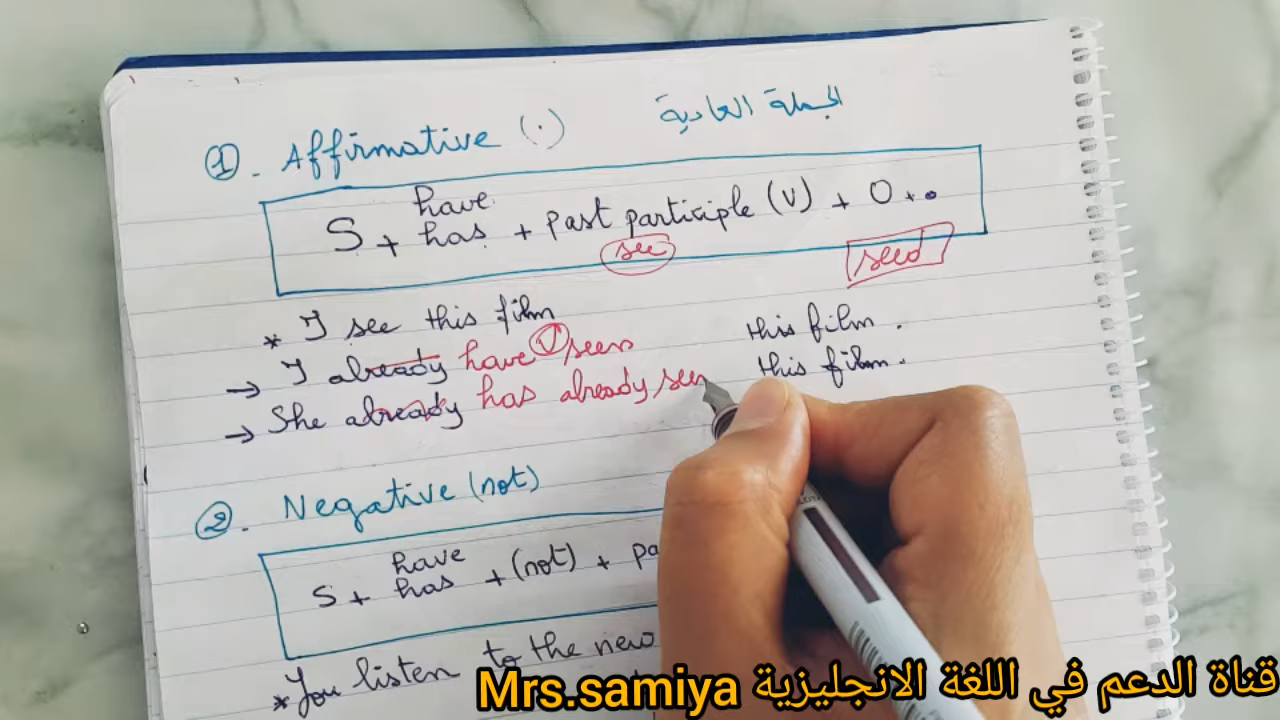 ① . Affirmative (.) الجملة العادية
S + have has + past participle (V) + O + .
see seed
* I see this film
→ I already have seen this film .
→ She already has already seen this film .
② . Negative (not)
S + have has + (not) + pa
* You listen to the new
Mrs.samiya قناة الدعم في اللغة الانجليزية